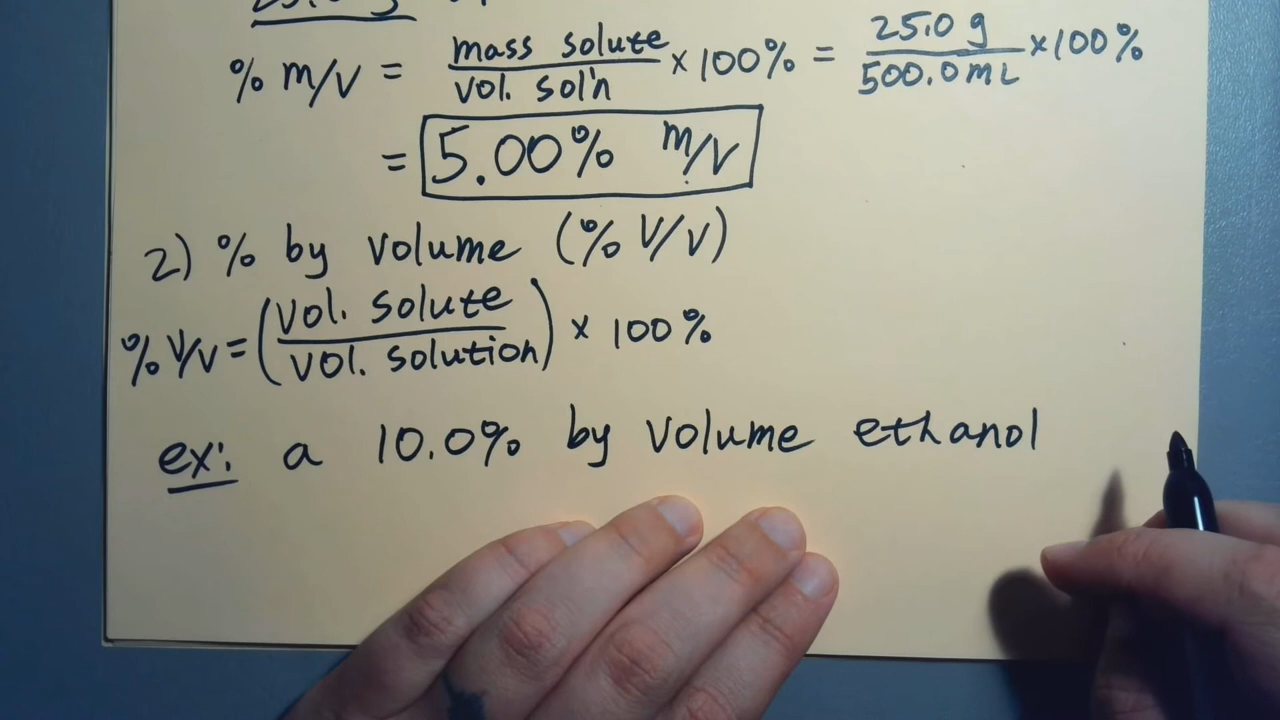 % m/v = mass solute / vol. sol'n x 100% = 25.0 g / 500.0 mL x 100%
= 5.00% m/v
2) % by volume (% V/V)
% V/V = (vol. solute / vol. solution) x 100%
ex: a 10.0% by volume ethanol